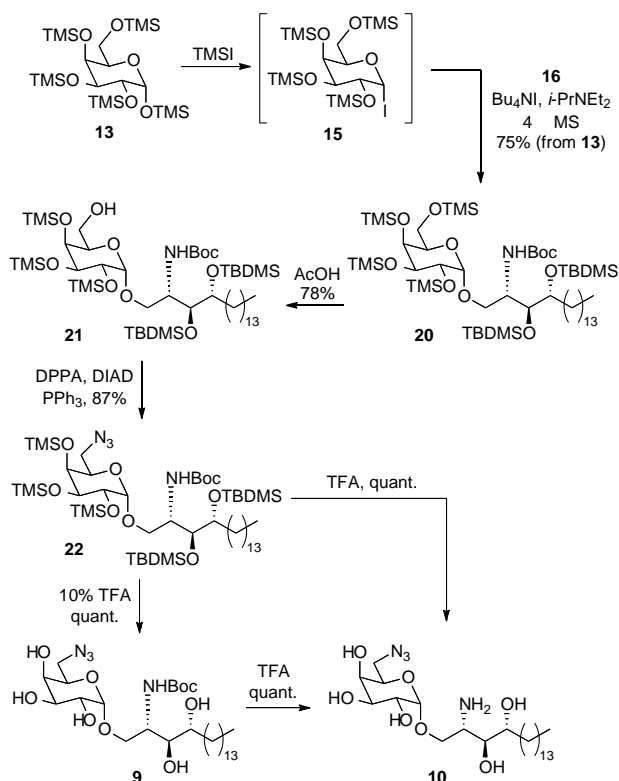 OTMS
TMSO
O
TMSO
TMSO
OTMS
13
TMSI
OTMS
TMSO
O
TMSO
TMSO
I
15
16
Bu4NI, i-PrNEt2
4 MS
75% (from 13)
OH
TMSO
O
TMSO
TMSO
O
NHBoc
OTBDMS
TBDMSO
( )13
21
AcOH
78%
TMSO OTMS
O
TMSO
TMSO
O
NHBoc
OTBDMS
TBDMSO
( )13
20
DPPA, DIAD
PPh3, 87%
N3
TMSO
O
TMSO
TMSO
O
NHBoc
OTBDMS
TBDMSO
( )13
22
TFA, quant.
10% TFA
quant.
N3
HO
O
HO
HO
O
NHBoc
OH
OH
( )13
9
TFA
quant.
N3
HO
O
HO
HO
O
NH2
OH
OH
( )13
10